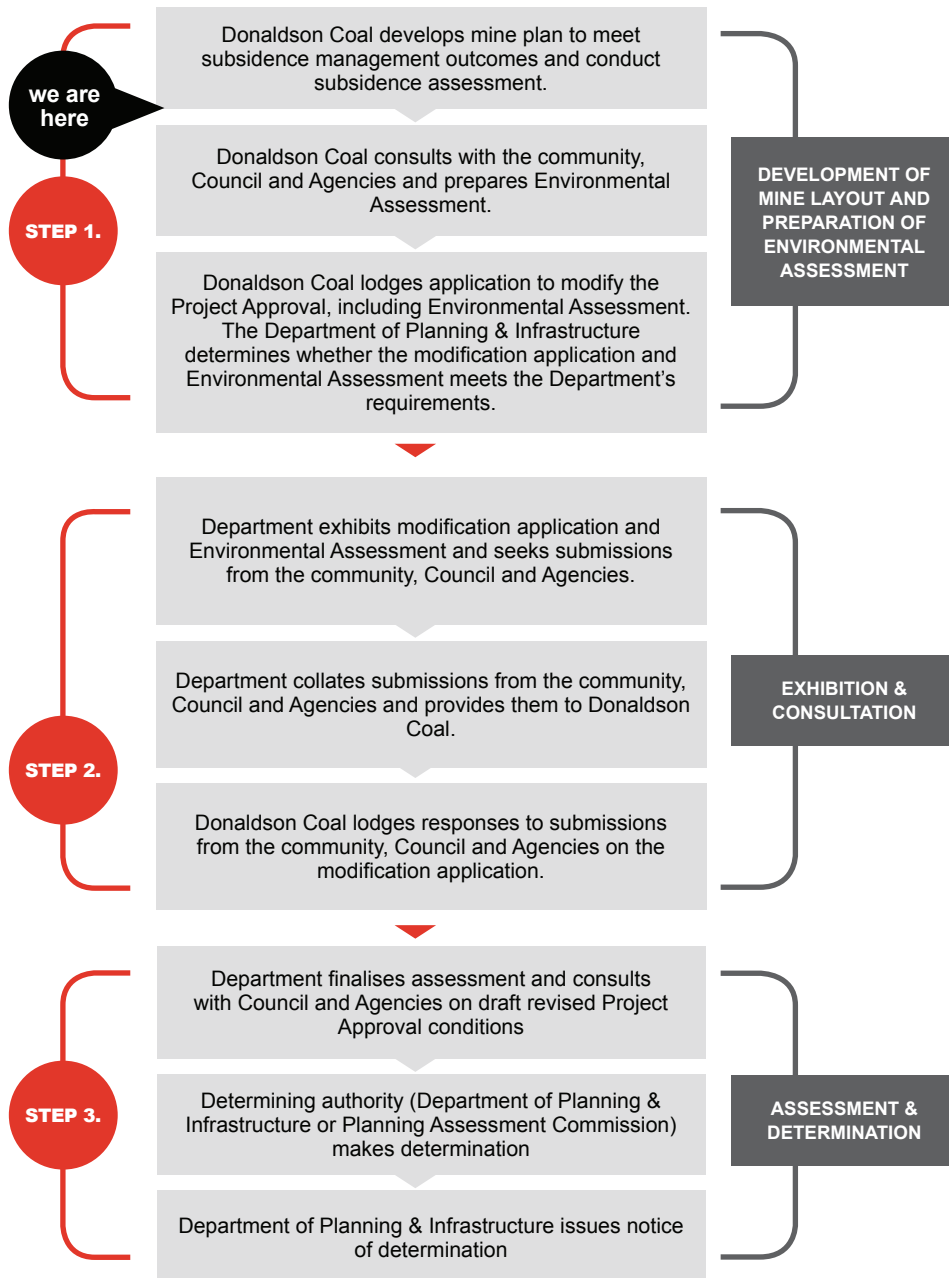 Donaldson Coal develops mine plan to meet
subsidence management outcomes and conduct
subsidence assessment.
we are
here
Donaldson Coal consults with the community,
Council and Agencies and prepares Environmental
Assessment.
STEP 1.
DEVELOPMENT OF
MINE LAYOUT AND
PREPARATION OF
ENVIRONMENTAL
ASSESSMENT
Donaldson Coal lodges application to modify the
Project Approval, including Environmental Assessment.
The Department of Planning & Infrastructure
determines whether the modification application and
Environmental Assessment meets the Department's
requirements.
Department exhibits modification application and
Environmental Assessment and seeks submissions
from the community, Council and Agencies.
Department collates submissions from the community,
Council and Agencies and provides them to Donaldson
Coal.
EXHIBITION &
CONSULTATION
STEP 2.
Donaldson Coal lodges responses to submissions
from the community, Council and Agencies on the
modification application.
Department finalises assessment and consults
with Council and Agencies on draft revised Project
Approval conditions
STEP 3.
Determining authority (Department of Planning &
Infrastructure or Planning Assessment Commission)
makes determination
ASSESSMENT &
DETERMINATION
Department of Planning & Infrastructure issues notice
of determination